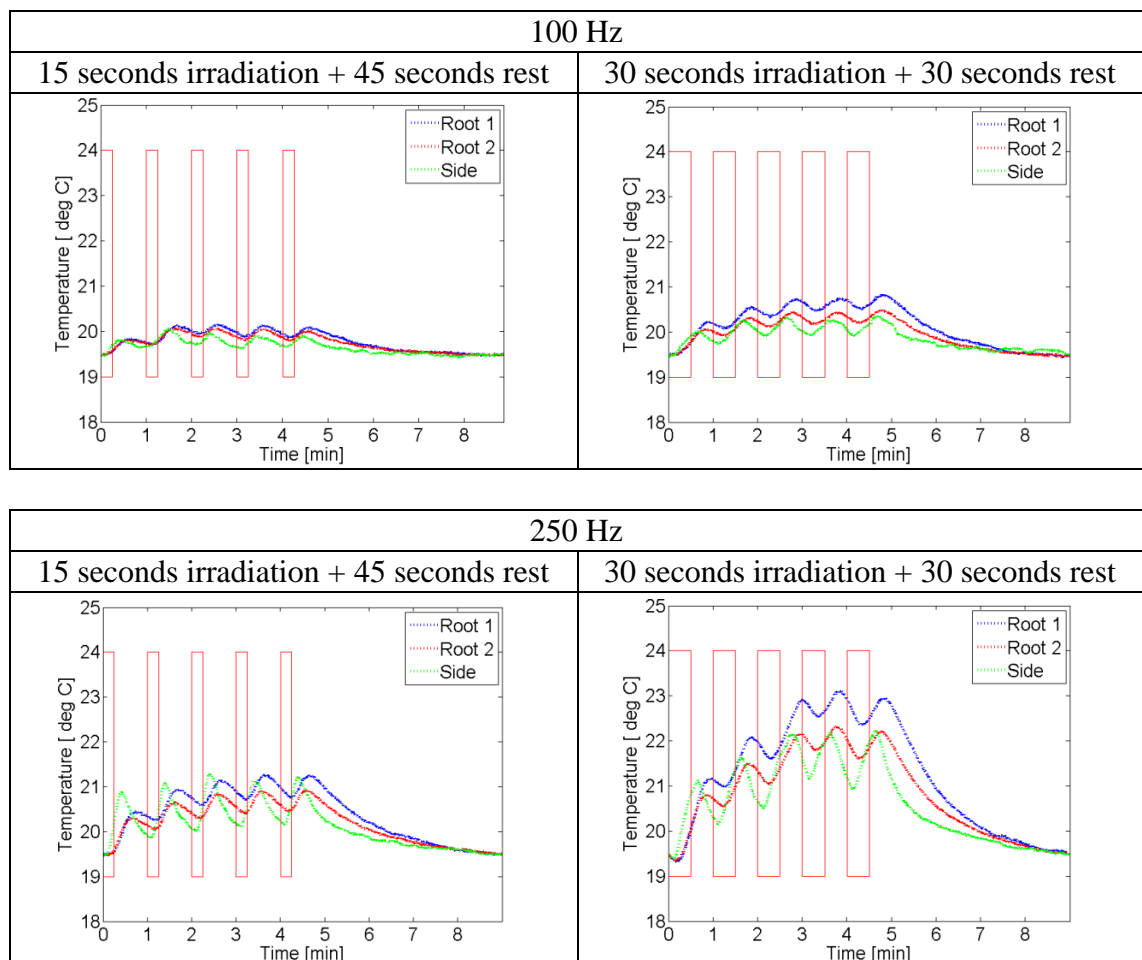 100 Hz
15 seconds irradiation + 45 seconds rest
30 seconds irradiation + 30 seconds rest
25
24
23
22
21
20
19
18
Temperature [ deg C]
0 1 2 3 4 5 6 7 8
Time [min]
Root 1
Root 2
Side
25
24
23
22
21
20
19
18
Temperature [ deg C]
0 1 2 3 4 5 6 7 8
Time [min]
Root 1
Root 2
Side
250 Hz
15 seconds irradiation + 45 seconds rest
30 seconds irradiation + 30 seconds rest
25
24
23
22
21
20
19
18
Temperature [ deg C]
0 1 2 3 4 5 6 7 8
Time [min]
Root 1
Root 2
Side
25
24
23
22
21
20
19
18
Temperature [ deg C]
0 1 2 3 4 5 6 7 8
Time [min]
Root 1
Root 2
Side